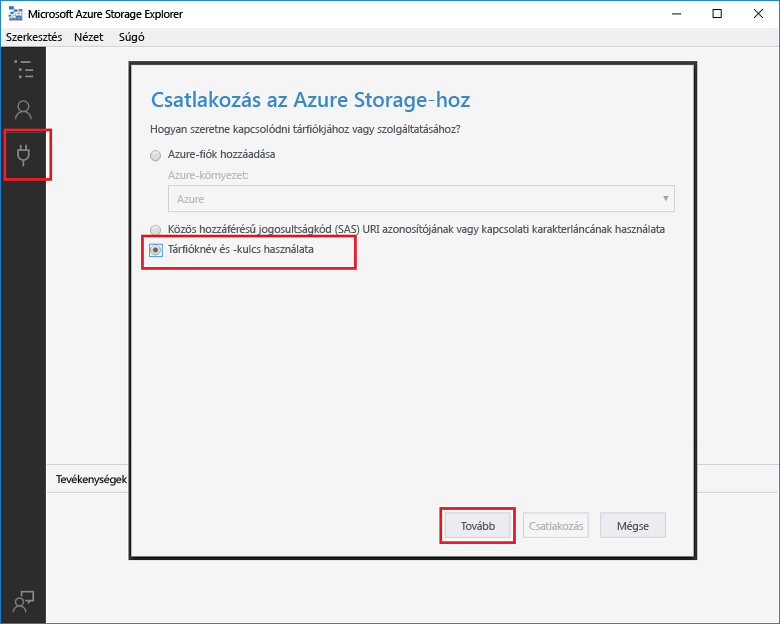 Microsoft Azure Storage Explorer
Szerkesztés Nézet Súgó
Csatlakozás az Azure Storage-hoz
Hogyan szeretne kapcsolódni tárfiókjához vagy szolgáltatásához?
Azure-fiók hozzáadása
Azure-környezet:
Azure
Közös hozzáférésű jogosultságkód (SAS) URI azonosítójának vagy kapcsolati karakterláncának használata
Tárfióknév és -kulcs használata
Tevékenységek
Tovább Csatlakozás Mégse